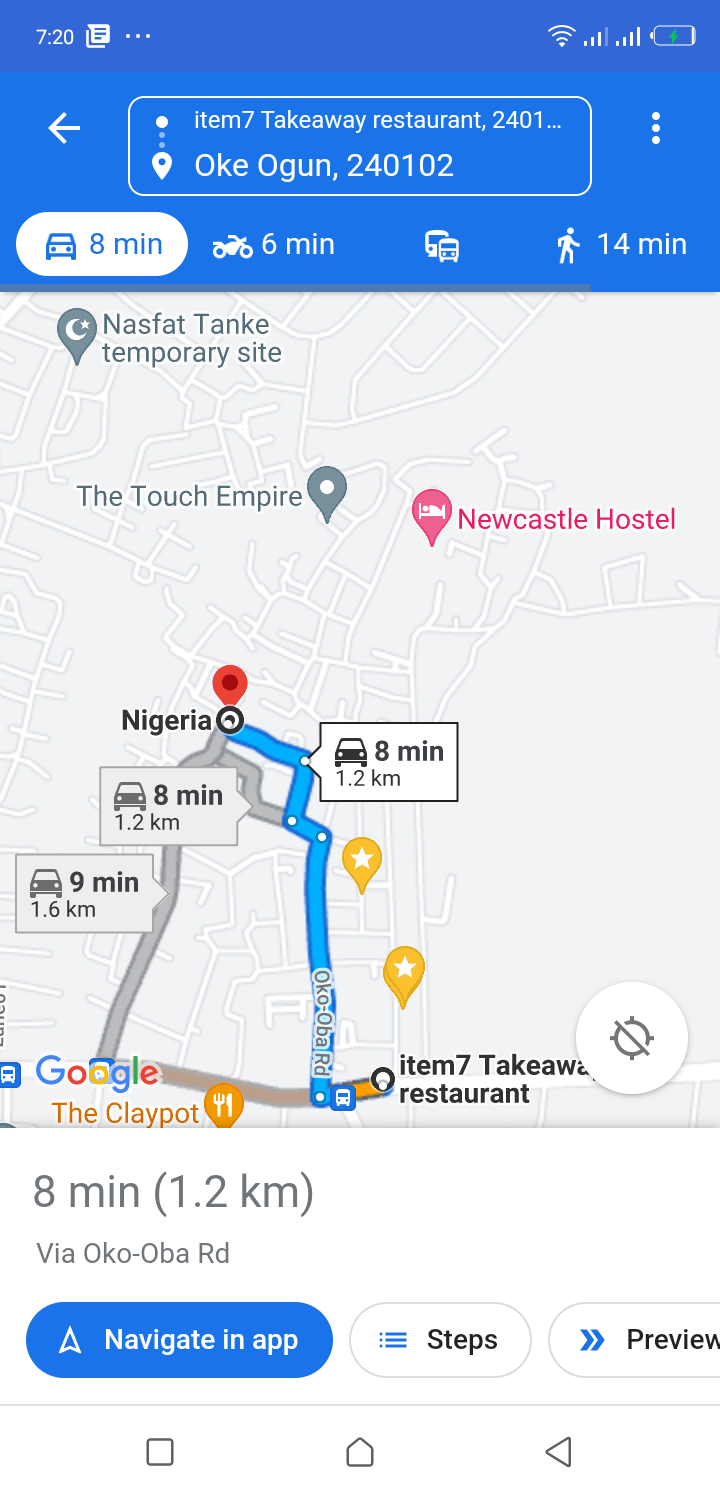 7:20
item7 Takeaway restaurant, 2401...
Oke Ogun, 240102
8 min
6 min
14 min
Nasfat Tanke
temporary site
The Touch Empire
Newcastle Hostel
Nigeria
8 min
1.2 km
8 min
1.2 km
9 min
1.6 km
Oko-Oba Rd
Google
item7 Takeawa
restaurant
The Claypot
8 min (1.2 km)
Via Oko-Oba Rd
Navigate in app
Steps
Preview